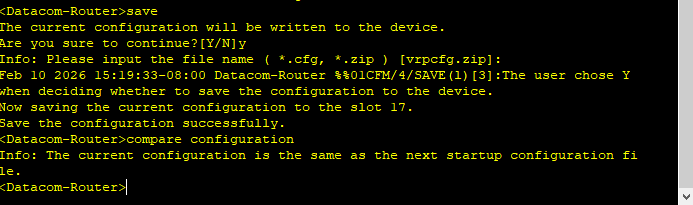 <Datacom-Router>save
The current configuration will be written to the device.
Are you sure to continue?[Y/N]y
Info: Please input the file name ( *.cfg, *.zip ) [vrpcfg.zip]:
Feb 10 2026 15:19:33-08:00 Datacom-Router %%01CFM/4/SAVE(l)[3]:The user chose Y
when deciding whether to save the configuration to the device.
Now saving the current configuration to the slot 17.
Save the configuration successfully.
<Datacom-Router>compare configuration
Info: The current configuration is the same as the next startup configuration fi
le.
<Datacom-Router>